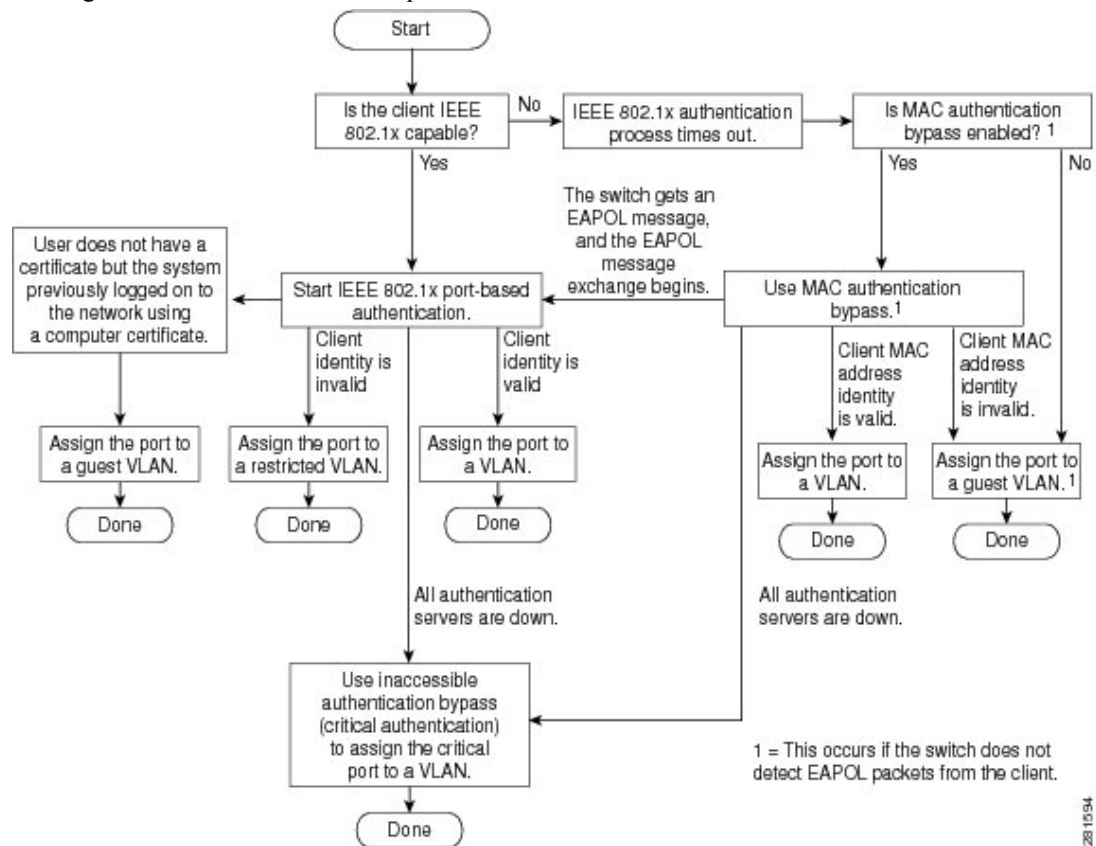 Start
Is the client IEEE
802.1x capable?
No
IEEE 802.1x authentication
process times out.
Is MAC authentication
bypass enabled? 1
Yes
Yes
No
The switch gets an
EAPOL message,
and the EAPOL
message
exchange begins.
User does not have a
certificate but the system
previously logged on to
the network using
a computer certificate.
Start IEEE 802.1x port-based
authentication.
Use MAC authentication
bypass.1
Client
identity is
invalid
Client
identity is
valid
Client MAC
address
identity
is valid.
Client MAC
address
identity
is invalid.
Assign the port to
a guest VLAN.
Assign the port to
a restricted VLAN.
Assign the port to
a VLAN.
Assign the port to
a VLAN.
Assign the port to
a guest VLAN.1
Done
Done
Done
Done
Done
All authentication
servers are down.
All authentication
servers are down.
Use inaccessible
authentication bypass
(critical authentication)
to assign the critical
port to a VLAN.
Done
1 = This occurs if the switch does not
detect EAPOL packets from the client.
281594